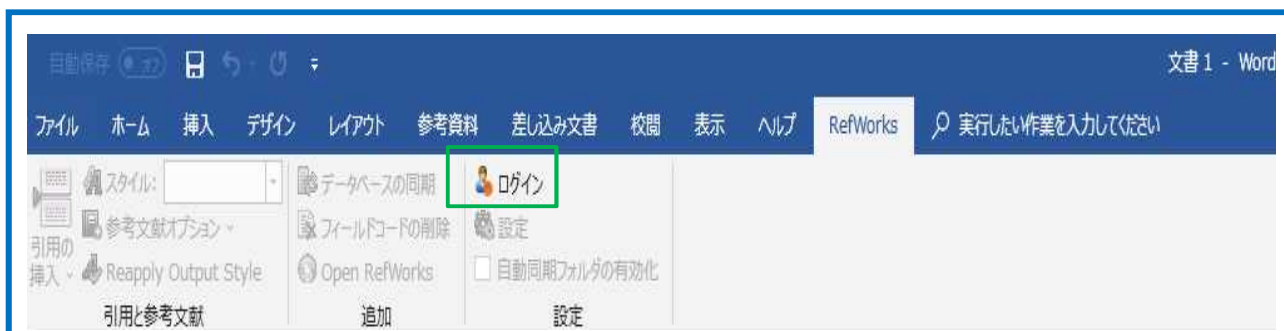 自動保存 オフ
文書 1 - Word
ファイル ホーム 挿入 デザイン レイアウト 参考資料 差し込み文書 校閲 表示 ヘルプ RefWorks 実行したい作業を入力してください
スタイル: データベースの同期 ログイン
参考文献オプション フィールドコードの削除 設定
引用の
挿入 Reapply Output Style Open RefWorks 自動同期フォルダの有効化
引用と参考文献 追加 設定